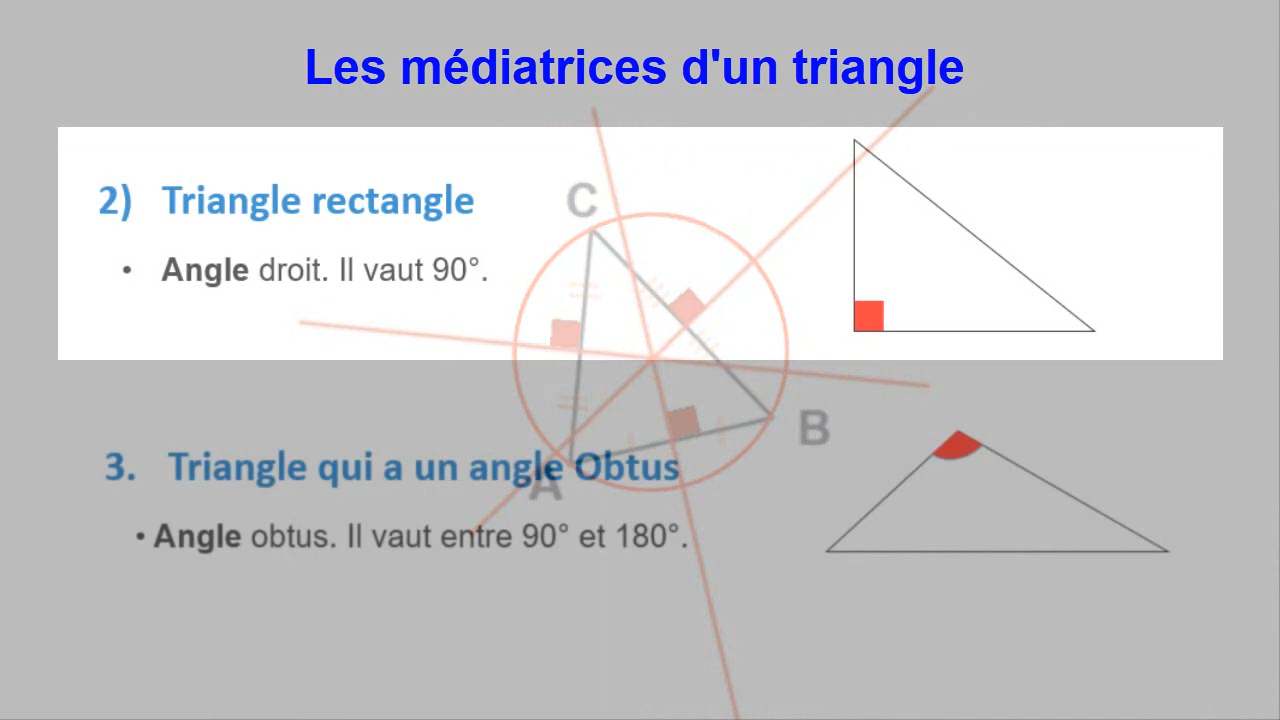 Les médiatrices d'un triangle
2) Triangle rectangle
C
• Angle droit. Il vaut 90°.
B
3. Triangle qui a un angle Obtus
A
• Angle obtus. Il vaut entre 90° et 180°.